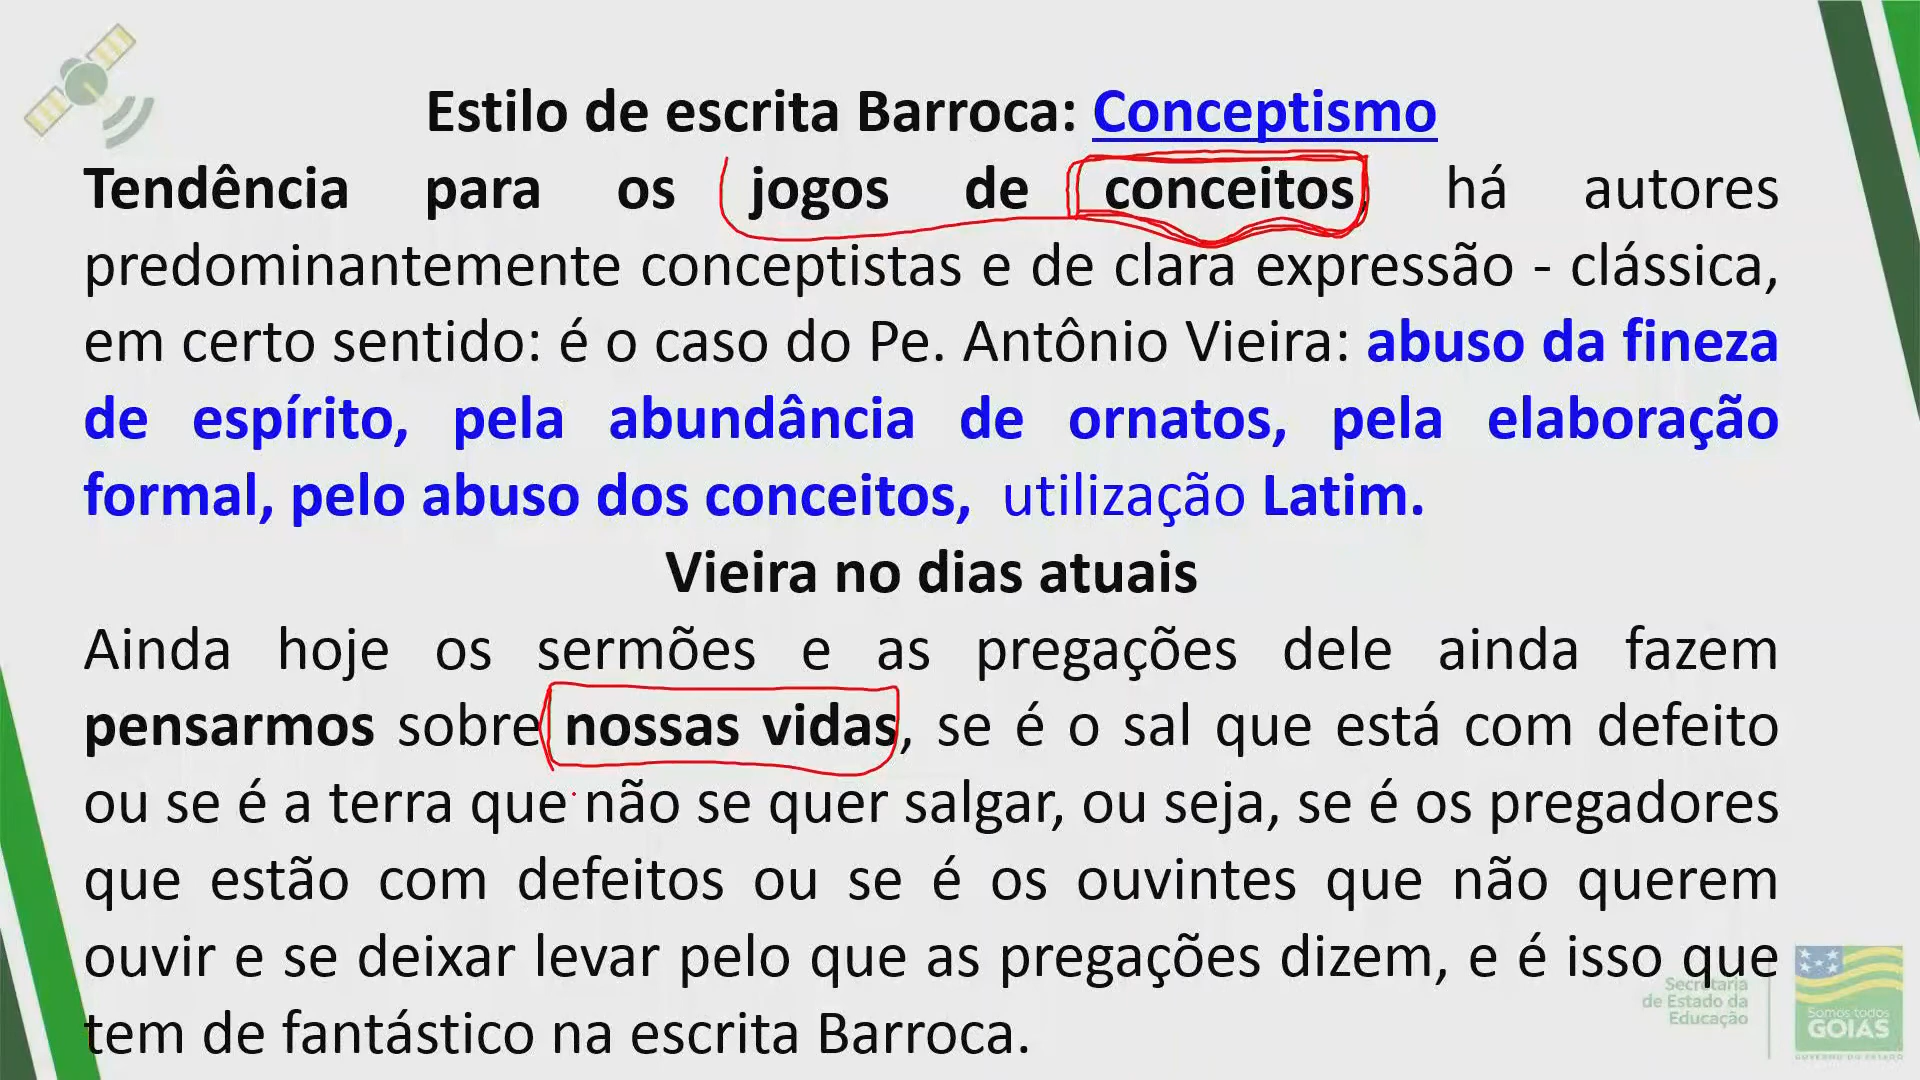 Estilo de escrita Barroca: Conceptismo
Tendência para os jogos de conceitos, há autores
predominantemente conceptistas e de clara expressão - clássica,
em certo sentido: é o caso do Pe. Antônio Vieira: abuso da fineza
de espírito, pela abundância de ornatos, pela elaboração
formal, pelo abuso dos conceitos, utilização Latim.
Vieira no dias atuais
Ainda hoje os sermões e as pregações dele ainda fazem
pensarmos sobre nossas vidas, se é o sal que está com defeito
ou se é a terra que não se quer salgar, ou seja, se é os pregadores
que estão com defeitos ou se é os ouvintes que não querem
ouvir e se deixar levar pelo que as pregações dizem, e é isso que
tem de fantástico na escrita Barroca.
Secretaria
de Estado da
Educação
Somos todos
GOIÁS
GOVERNO DO ESTADO